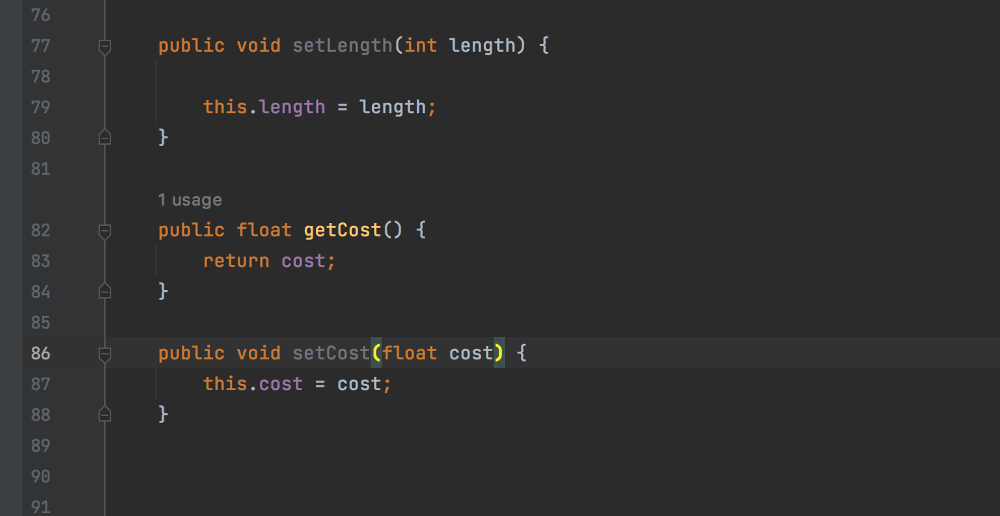 76
77 public void setLength(int length) {
78
79 this.length = length;
80 }
81
1 usage
82 public float getCost() {
83 return cost;
84 }
85
86 public void setCost(float cost) {
87 this.cost = cost;
88 }
89
90
91